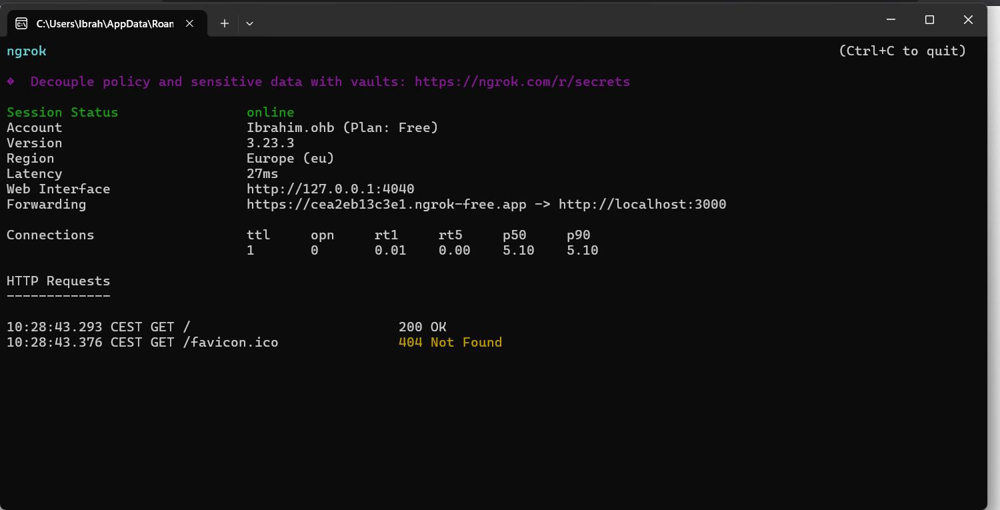 C:\Users\Ibrah\AppData\Roan
ngrok (Ctrl+C to quit)
� Decouple policy and sensitive data with vaults: https://ngrok.com/r/secrets
Session Status online
Account Ibrahim.ohb (Plan: Free)
Version 3.23.3
Region Europe (eu)
Latency 27ms
Web Interface http://127.0.0.1:4040
Forwarding https://cea2eb13c3e1.ngrok-free.app -> http://localhost:3000
Connections ttl opn rt1 rt5 p50 p90
1 0 0.01 0.00 5.10 5.10
HTTP Requests
-------------
10:28:43.293 CEST GET / 200 OK
10:28:43.376 CEST GET /favicon.ico 404 Not Found